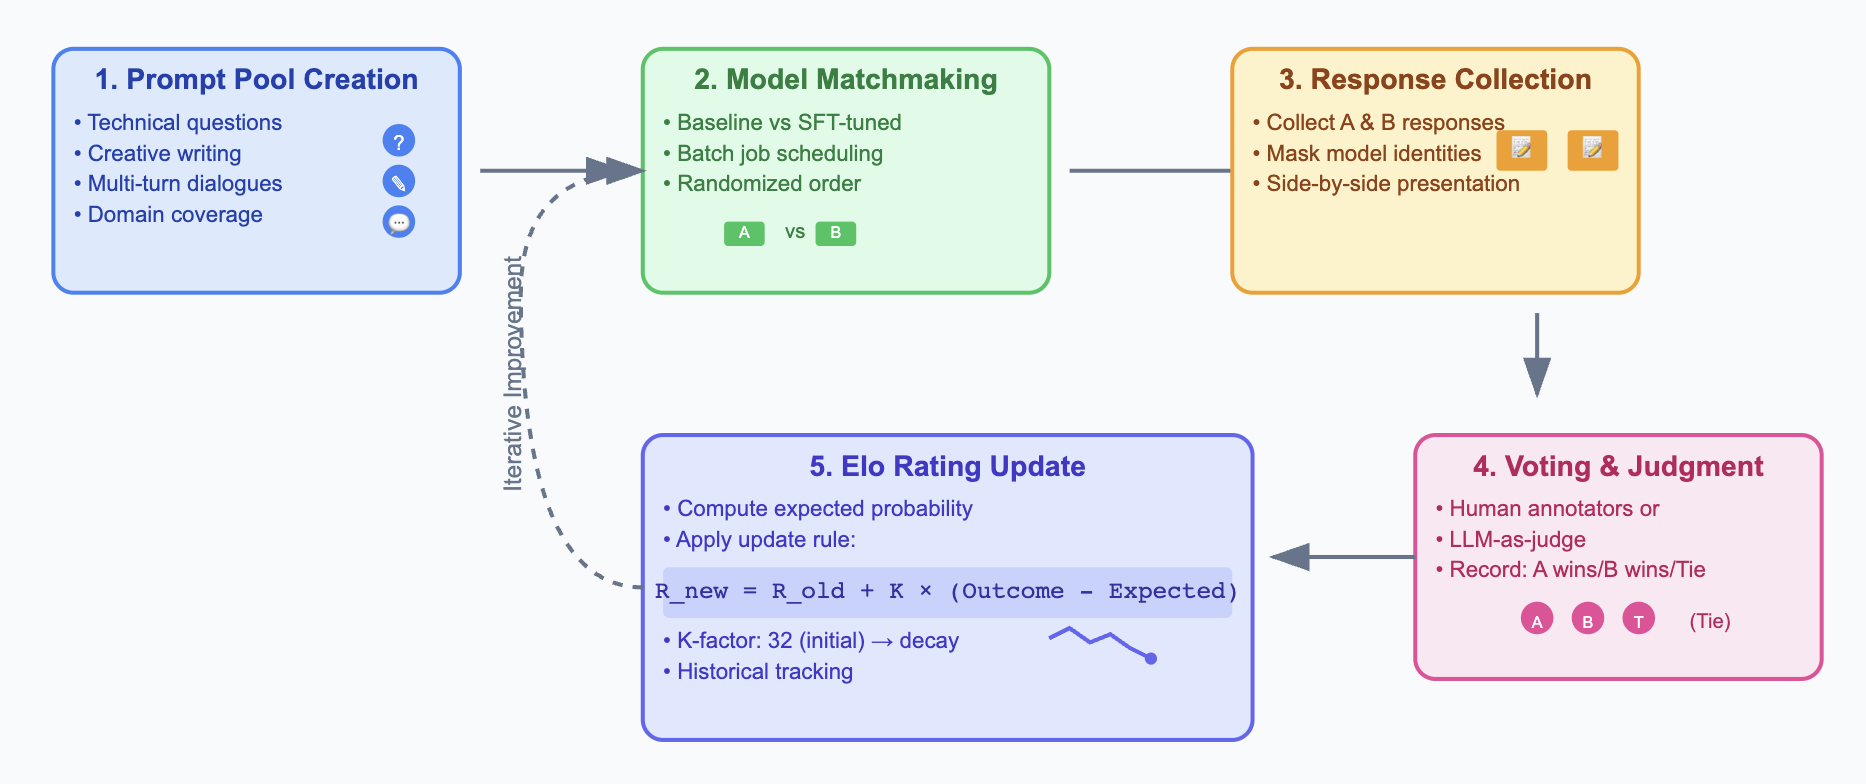 1. Prompt Pool Creation
• Technical questions
• Creative writing
• Multi-turn dialogues
• Domain coverage
?
2. Model Matchmaking
• Baseline vs SFT-tuned
• Batch job scheduling
• Randomized order
A vs B
3. Response Collection
• Collect A & B responses
• Mask model identities
• Side-by-side presentation
4. Voting & Judgment
• Human annotators or
• LLM-as-judge
• Record: A wins/B wins/Tie
A B T (Tie)
5. Elo Rating Update
• Compute expected probability
• Apply update rule:
R_new = R_old + K × (Outcome - Expected)
• K-factor: 32 (initial) → decay
• Historical tracking
Iterative Improvement